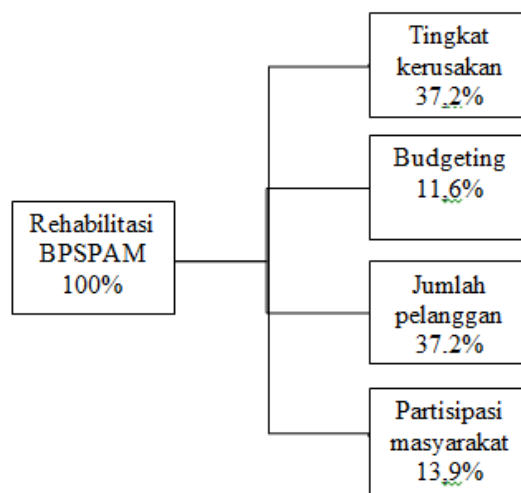 Tingkat
kerusakan
37.2%
Budgeting
11.6%
Rehabilitasi
BPSPAM
100%
Jumlah
pelanggan
37.2%
Partisipasi
masyarakat
13.9%